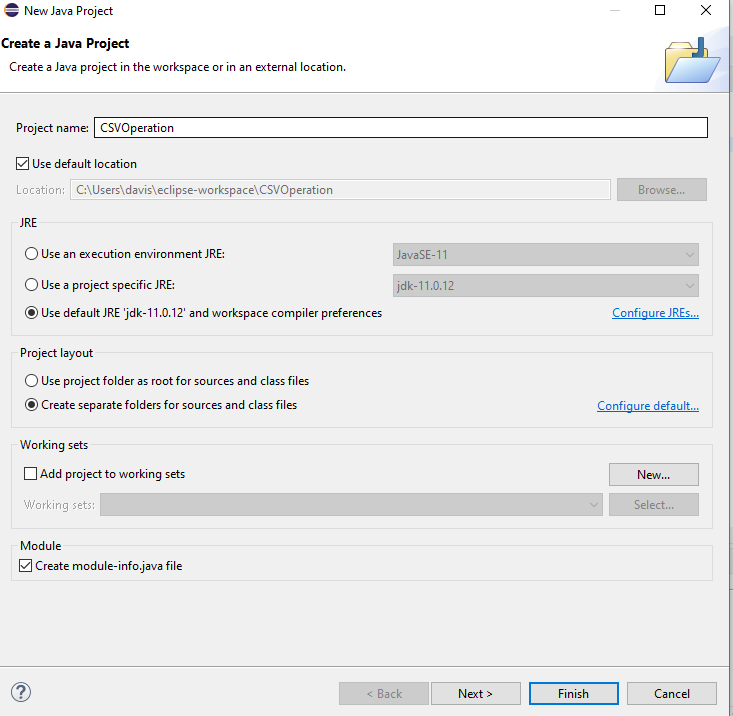 New Java Project
Create a Java Project
Create a Java project in the workspace or in an external location.
Project name: CSVOperation
Use default location
Location: C:\Users\davis\eclipse-workspace\CSVOperation Browse...
JRE
Use an execution environment JRE: JavaSE-11
Use a project specific JRE: jdk-11.0.12
Use default JRE 'jdk-11.0.12' and workspace compiler preferences Configure JREs...
Project layout
Use project folder as root for sources and class files
Create separate folders for sources and class files Configure default...
Working sets
Add project to working sets New...
Working sets: Select...
Module
Create module-info.java file
? < Back Next > Finish Cancel